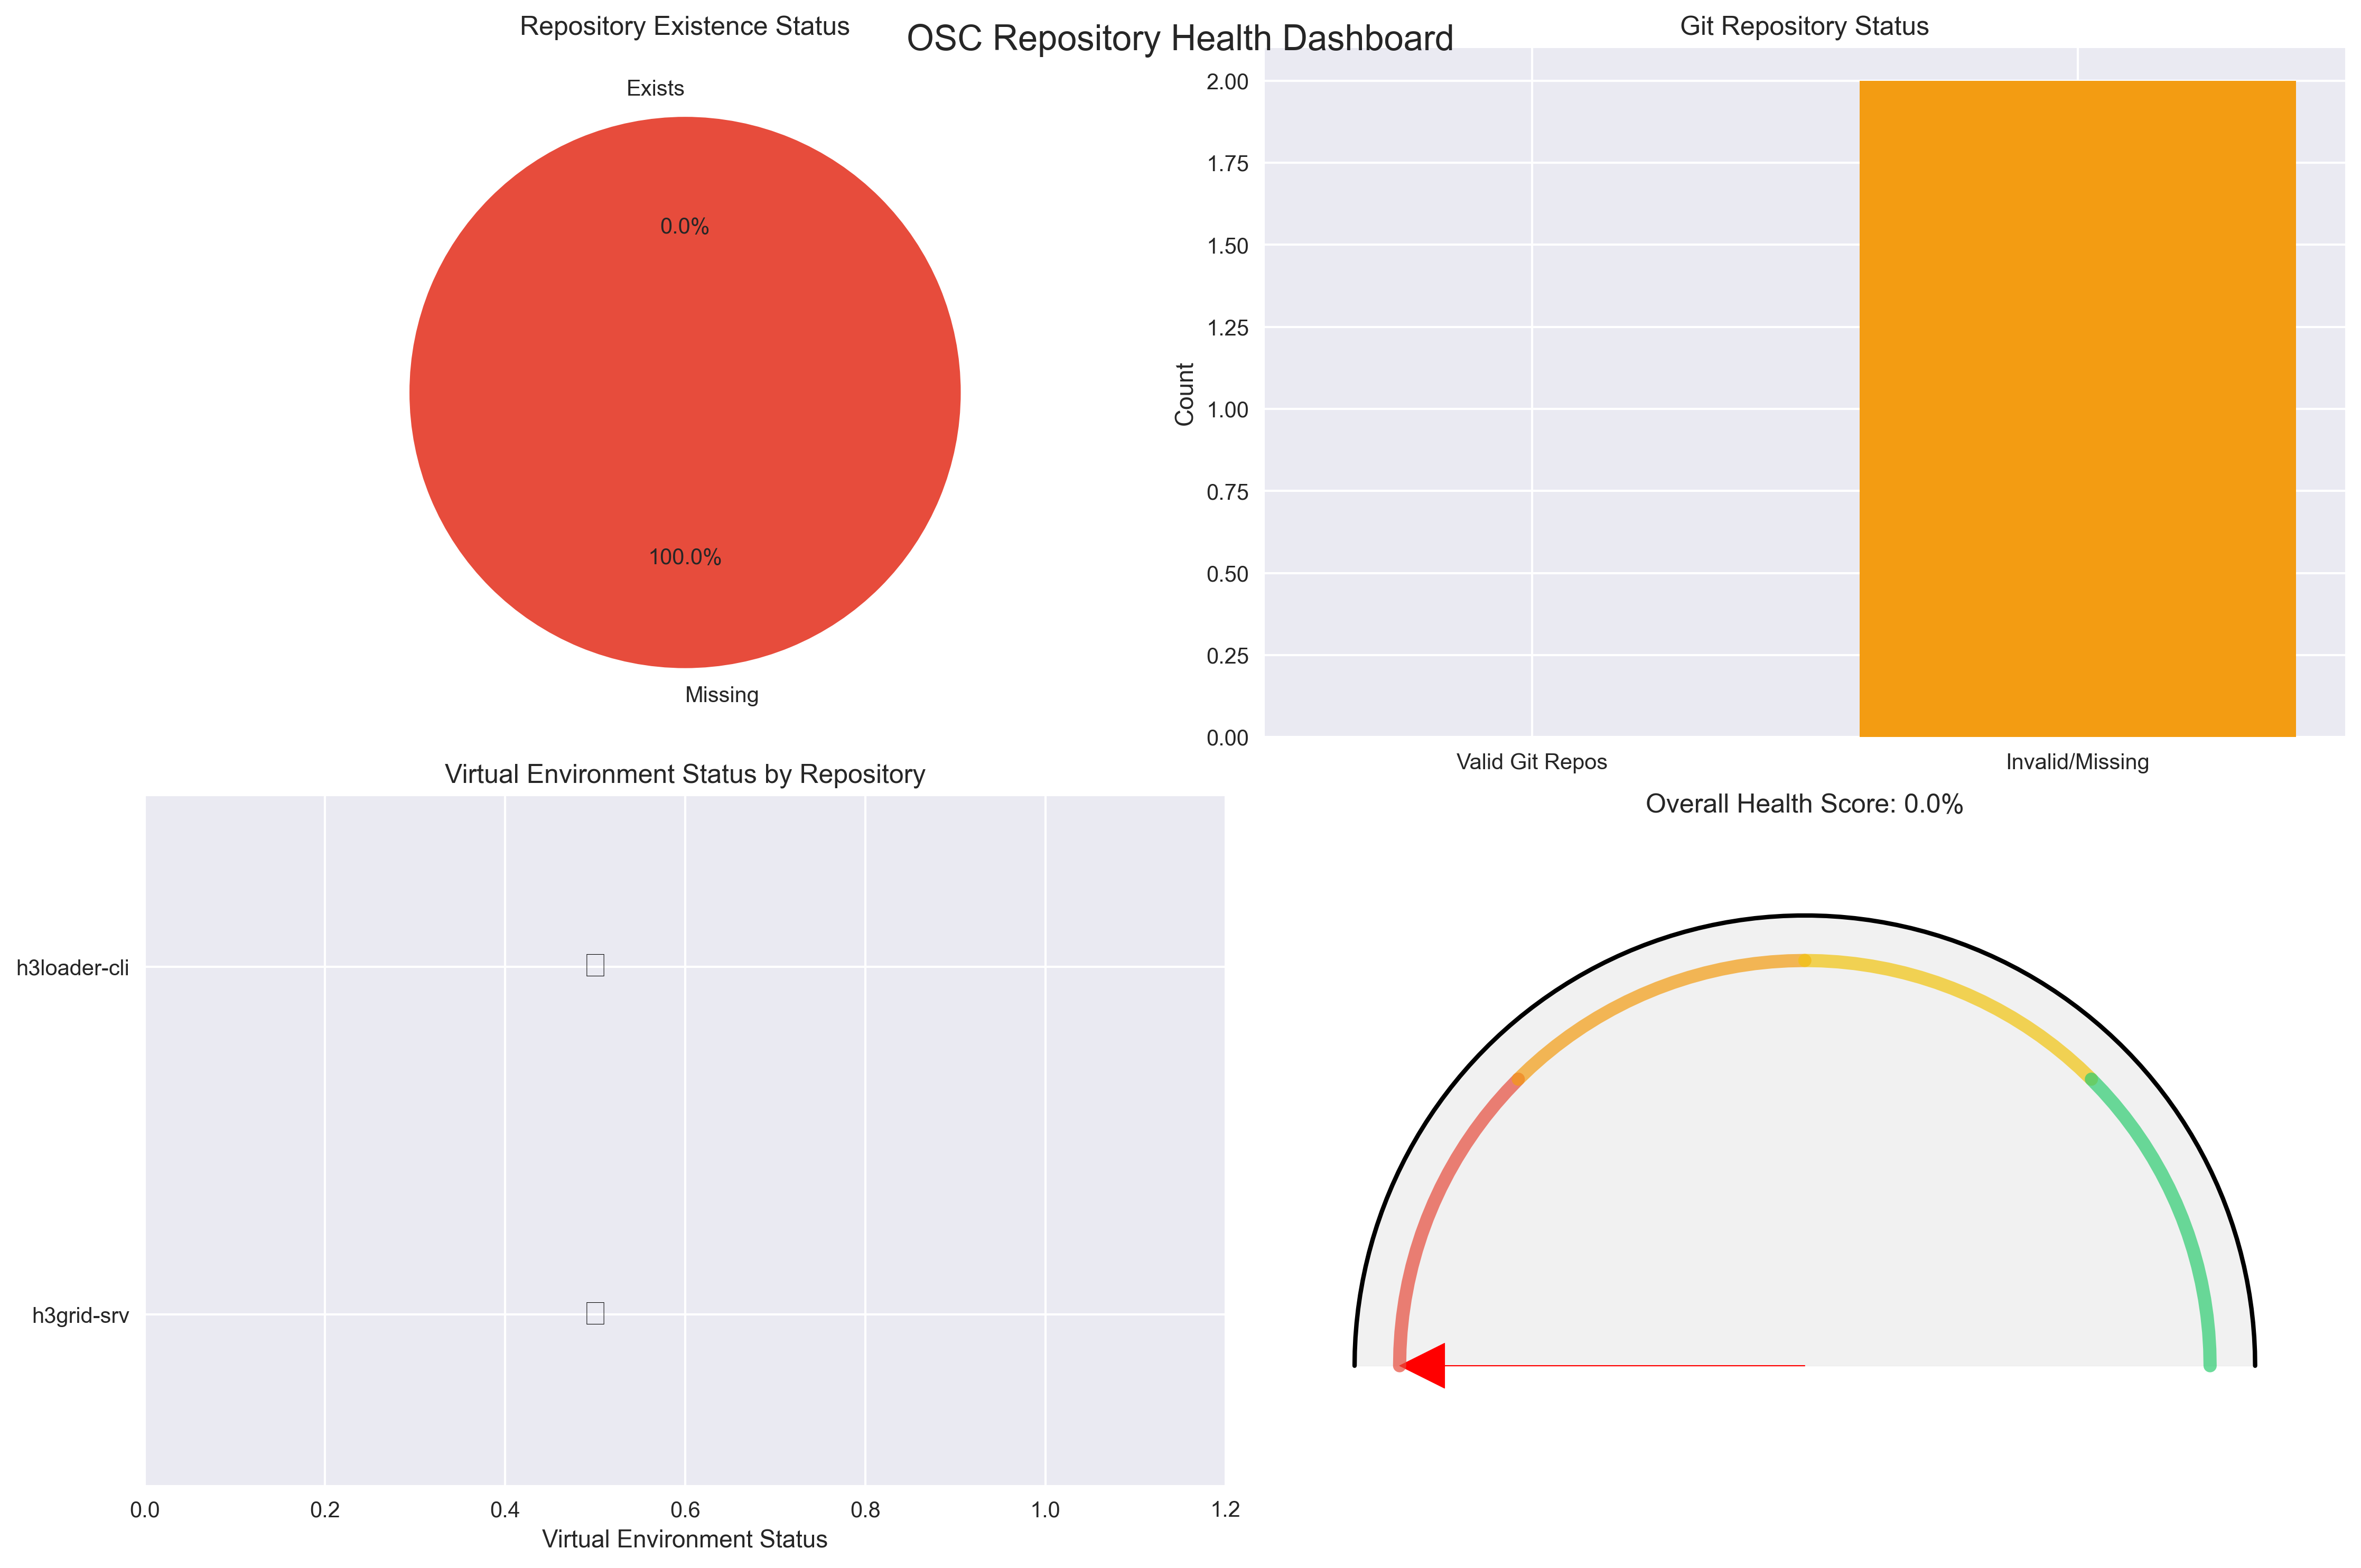 OSC Repository Health Dashboard
Repository Existence Status
Exists
0.0%
100.0%
Missing
Git Repository Status
Count
2.00
1.75
1.50
1.25
1.00
0.75
0.50
0.25
0.00
Valid Git Repos
Invalid/Missing
Virtual Environment Status by Repository
h3loader-cli
h3grid-srv
0.0
0.2
0.4
0.6
0.8
1.0
1.2
Virtual Environment Status
Overall Health Score: 0.0%